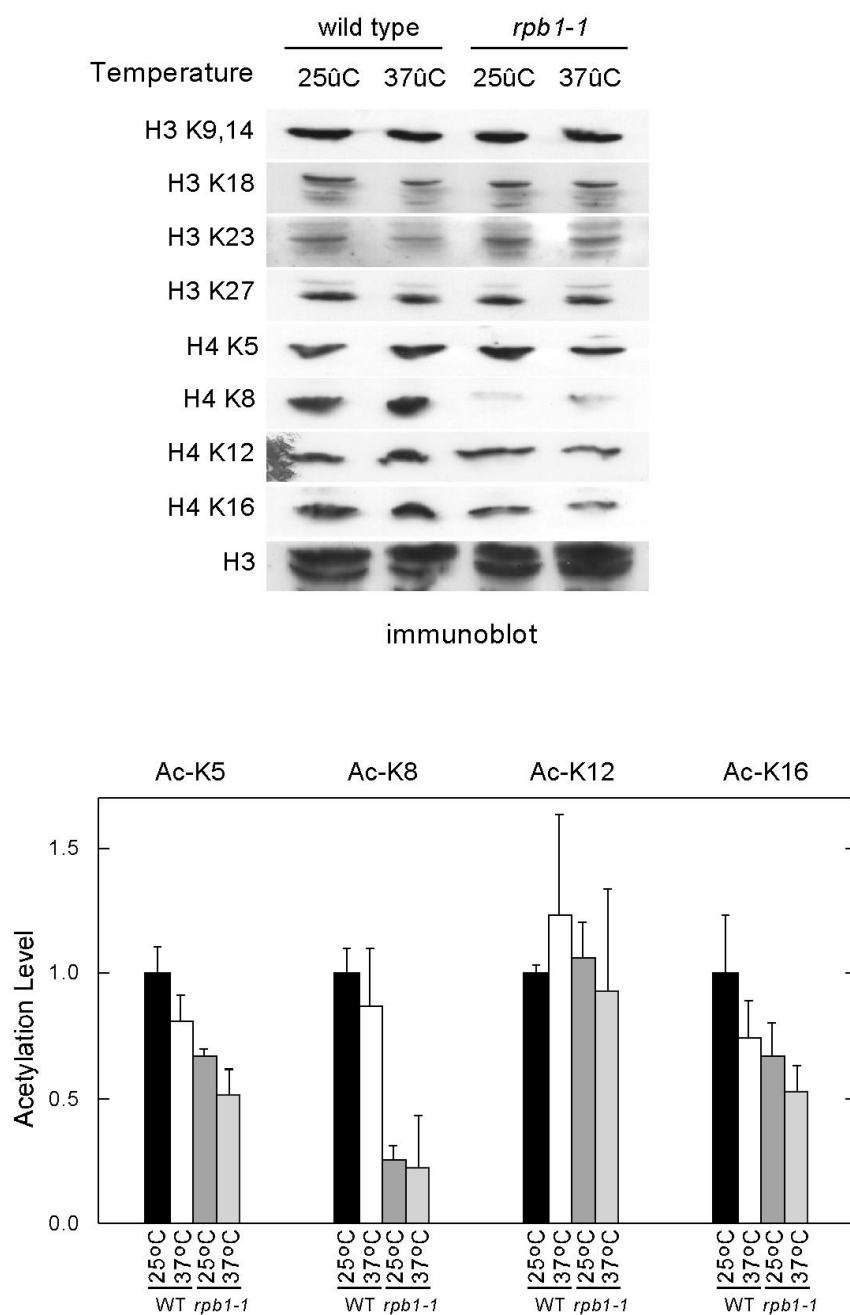 wild type rpb1-1
Temperature 25ûC 37ûC 25ûC 37ûC
H3 K9,14
H3 K18
H3 K23
H3 K27
H4 K5
H4 K8
H4 K12
H4 K16
H3
immunoblot
Ac-K5 Ac-K8 Ac-K12 Ac-K16
Acetylation Level
1.5
1.0
0.5
0.0
25ºC 37ºC 25ºC 37ºC 25ºC 37ºC 25ºC 37ºC 25ºC 37ºC 25ºC 37ºC 25ºC 37ºC 25ºC 37ºC
WT rpb1-1 WT rpb1-1 WT rpb1-1 WT rpb1-1